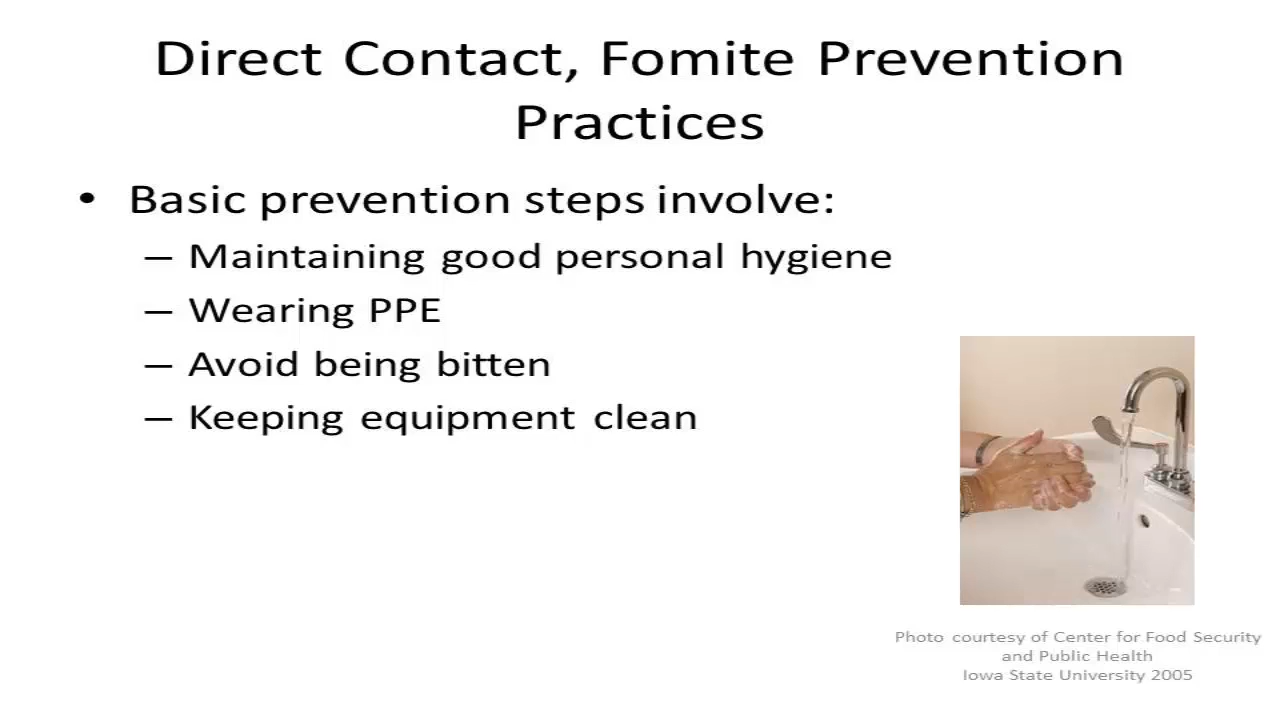 Direct Contact, Fomite Prevention
Practices
• Basic prevention steps involve:
– Maintaining good personal hygiene
– Wearing PPE
– Avoid being bitten
– Keeping equipment clean
Photo courtesy of Center for Food Security
and Public Health
Iowa State University 2005